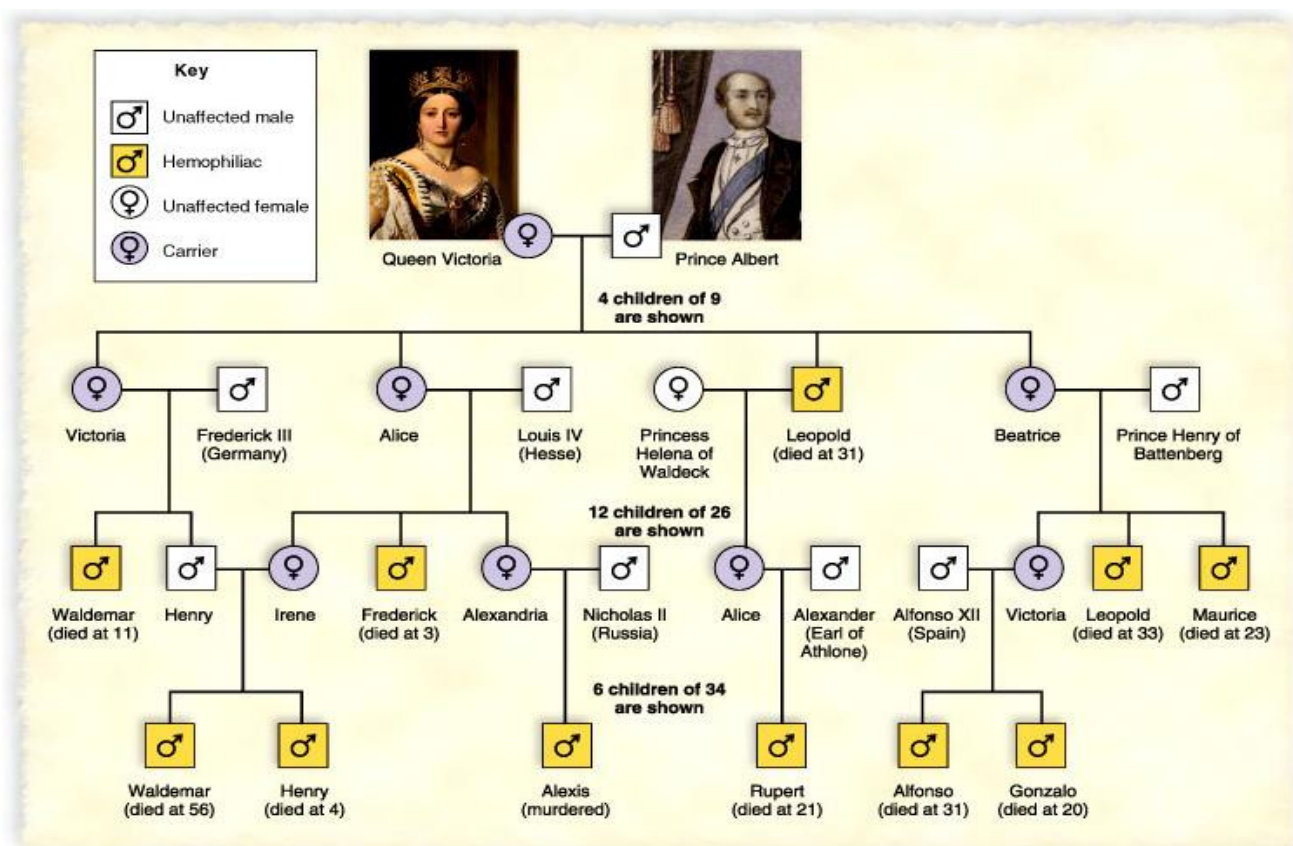 Key
Unaffected male
Hemophiliac
Unaffected female
Carrier
Queen Victoria
Prince Albert
4 children of 9
are shown
Victoria
Frederick III
(Germany)
Alice
Louis IV
(Hesse)
Princess
Helena of
Waldeck
Leopold
(died at 31)
Beatrice
Prince Henry of
Battenberg
12 children of 26
are shown
Waldemar
(died at 11)
Henry
Irene
Frederick
(died at 3)
Alexandria
Nicholas II
(Russia)
Alice
Alexander
(Earl of
Athlone)
Alfonso XII
(Spain)
Victoria
Leopold
(died at 33)
Maurice
(died at 23)
6 children of 34
are shown
Waldemar
(died at 56)
Henry
(died at 4)
Alexis
(murdered)
Rupert
(died at 21)
Alfonso
(died at 31)
Gonzalo
(died at 20)